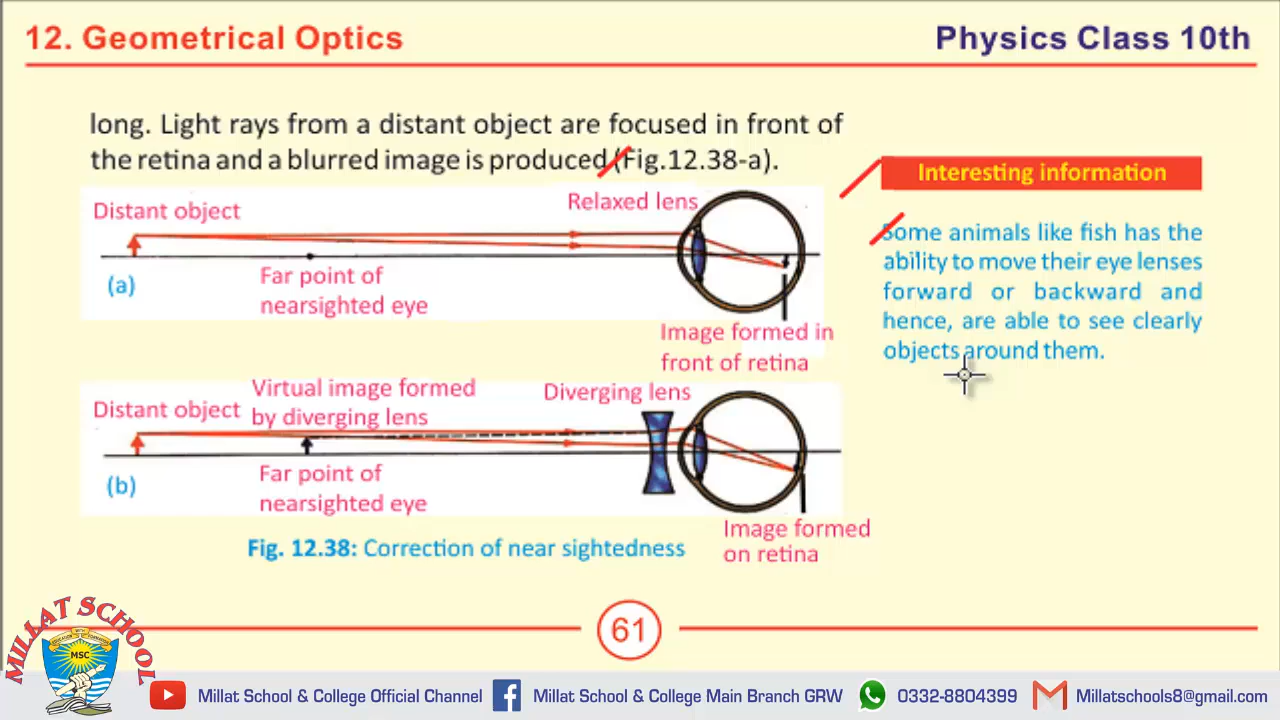 12. Geometrical Optics
Physics Class 10th
long. Light rays from a distant object are focused in front of
the retina and a blurred image is produced (Fig.12.38-a).
Distant object
Relaxed lens
(a)
Far point of
nearsighted eye
Image formed in
front of retina
Virtual image formed
by diverging lens
Diverging lens
Distant object
(b)
Far point of
nearsighted eye
Image formed
on retina
Fig. 12.38: Correction of near sightedness
Interesting information
Some animals like fish has the
ability to move their eye lenses
forward or backward and
hence, are able to see clearly
objects around them.
61
MILLAT SCHOOL
MSC
Millat School & College Official Channel
Millat School & College Main Branch GRW
0332-8804399
Millatschools8@gmail.com